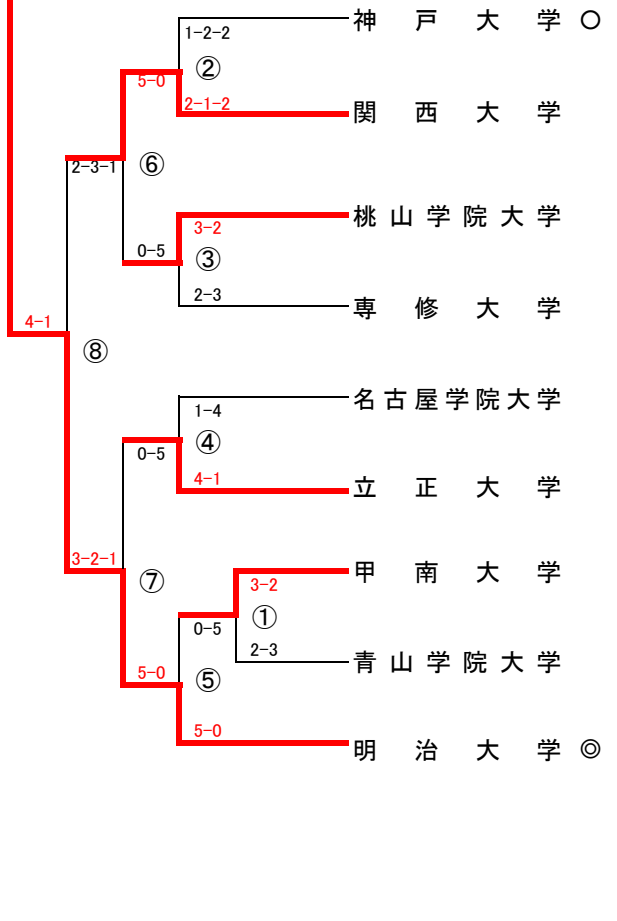 神戸大学 ○
1-2-2
②
5-0
2-1-2
関西大学
2-3-1 ⑥
桃山学院大学
3-2
0-5
③
2-3
専修大学
4-1
⑧
名古屋学院大学
1-4
④
0-5
4-1
立正大学
3-2-1
甲南大学
⑦
3-2
①
0-5
2-3
青山学院大学
5-0
⑤
5-0
明治大学 ◎